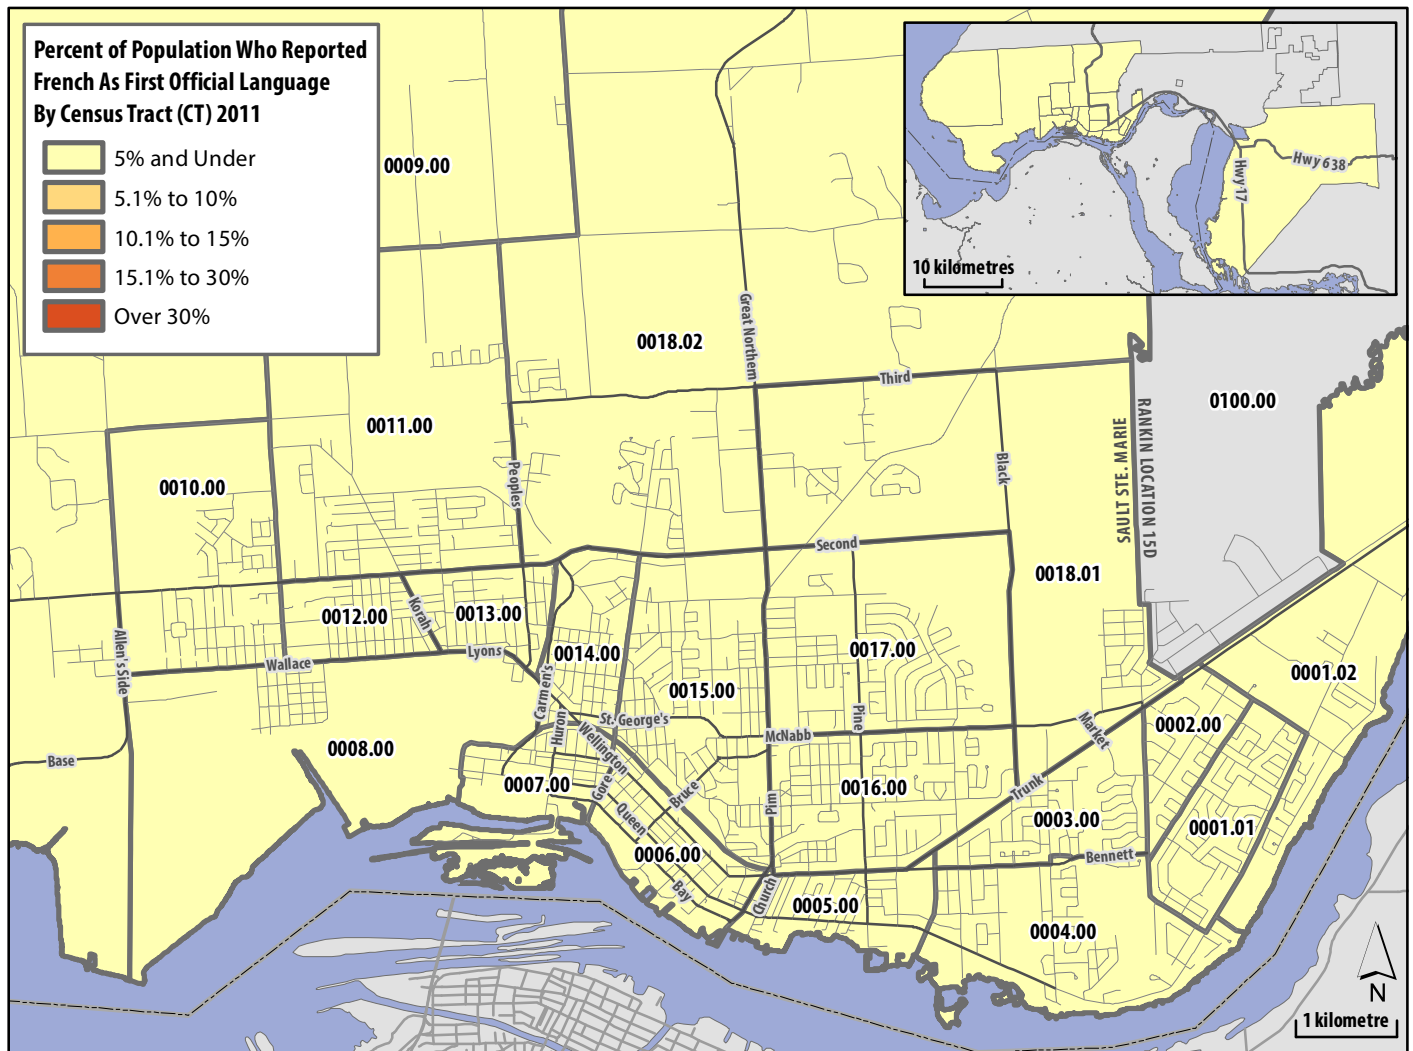 Percent of Population Who Reported
French As First Official Language
By Census Tract (CT) 2011
5% and Under
5.1% to 10%
10.1% to 15%
15.1% to 30%
Over 30%
Hwy 638
Hwy 17
10 kilometres
0009.00
0018.02
Great Northern
Third
0100.00
0011.00
0010.00
Peoples
Black
SAULT STE. MARIE
RANKIN LOCATION 15D
Second
0018.01
0012.00
Korah
0013.00
Allen's Side
Wallace
Lyons
0014.00
0017.00
0015.00
0001.02
Carmen's
St. George's
Huron
Wellington
McNabb
Pine
Market
0002.00
0008.00
Base
0007.00
Gore
Bruce
Queen
Pim
0016.00
Trunk
0003.00
0001.01
0006.00
Bennett
Bay
Church
0005.00
0004.00
N
1 kilometre